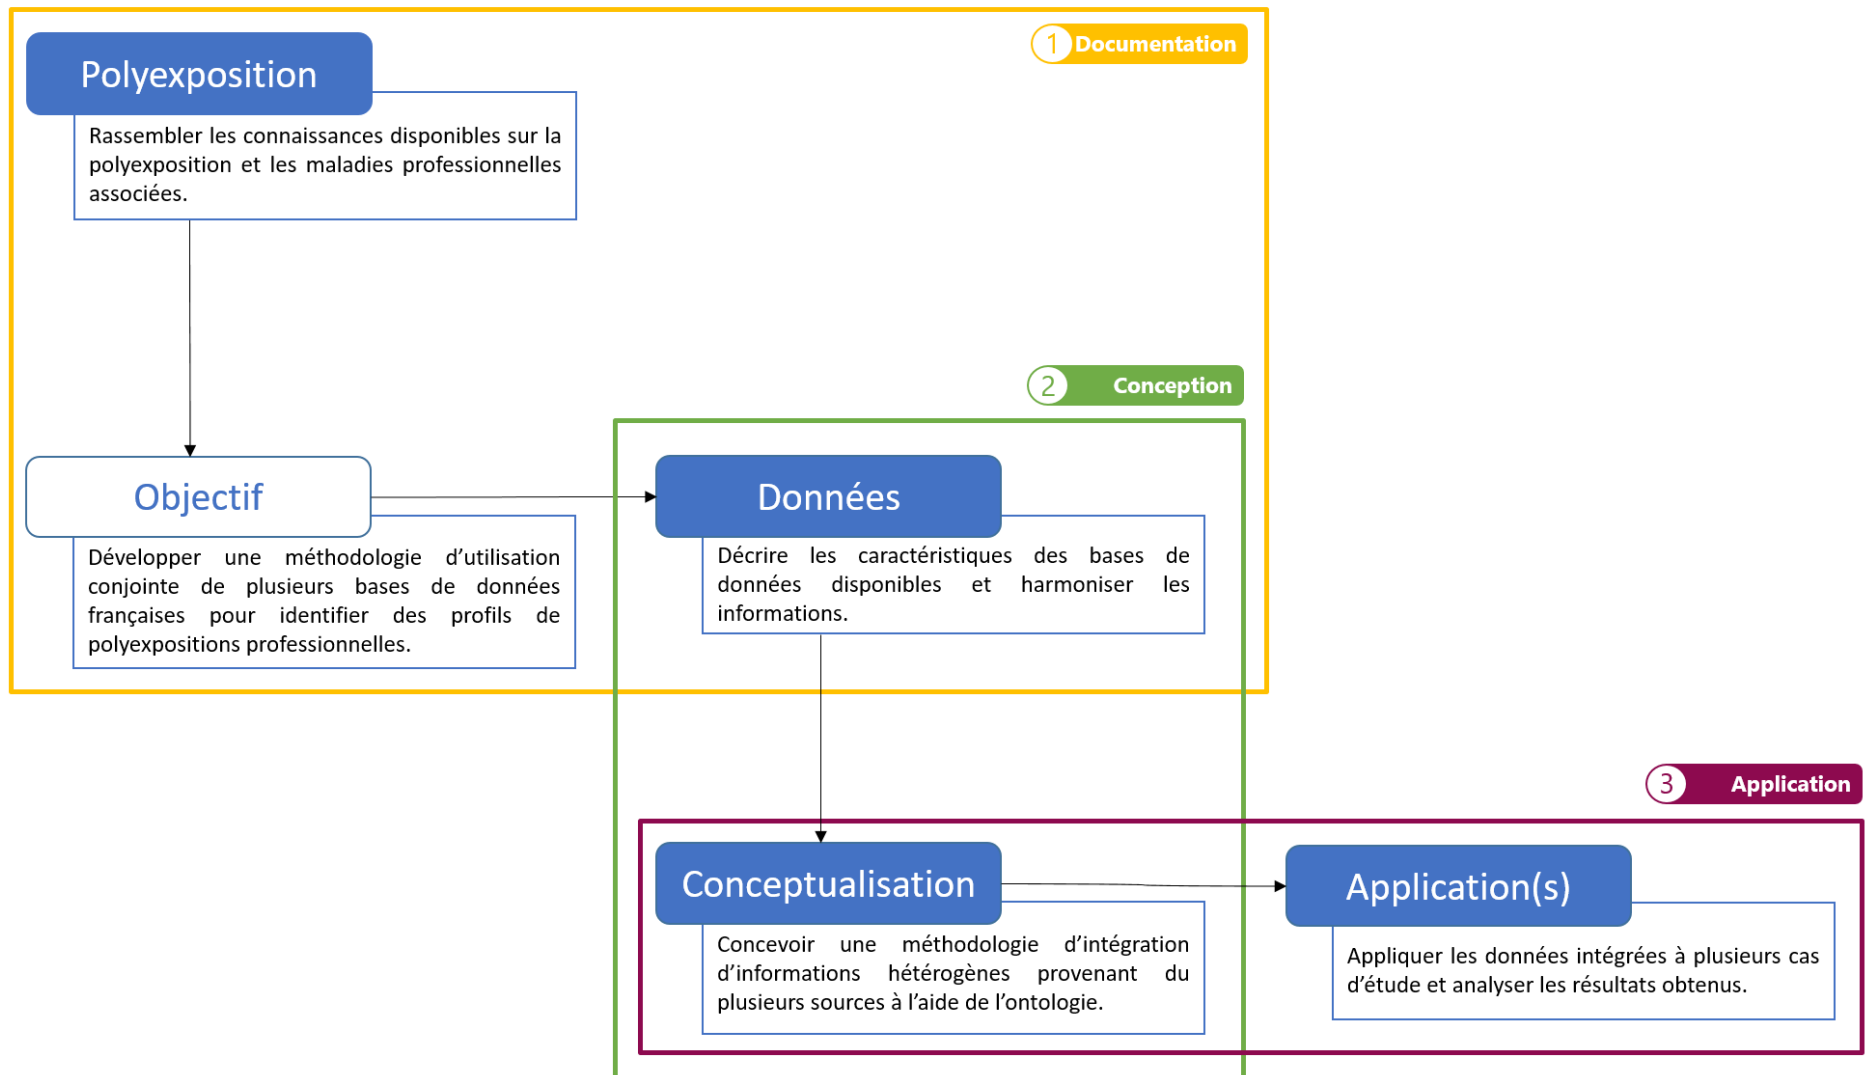 1 Documentation
Polyexposition
Rassembler les connaissances disponibles sur la
polyexposition et les maladies professionnelles
associées.
2 Conception
Objectif
Développer une méthodologie d’utilisation
conjointe de plusieurs bases de données
françaises pour identifier des profils de
polyexpositions professionnelles.
Données
Décrire les caractéristiques des bases de
données disponibles et harmoniser les
informations.
3 Application
Conceptualisation
Concevoir une méthodologie d’intégration
d’informations hétérogènes provenant du
plusieurs sources à l’aide de l’ontologie.
Application(s)
Appliquer les données intégrées à plusieurs cas
d’étude et analyser les résultats obtenus.